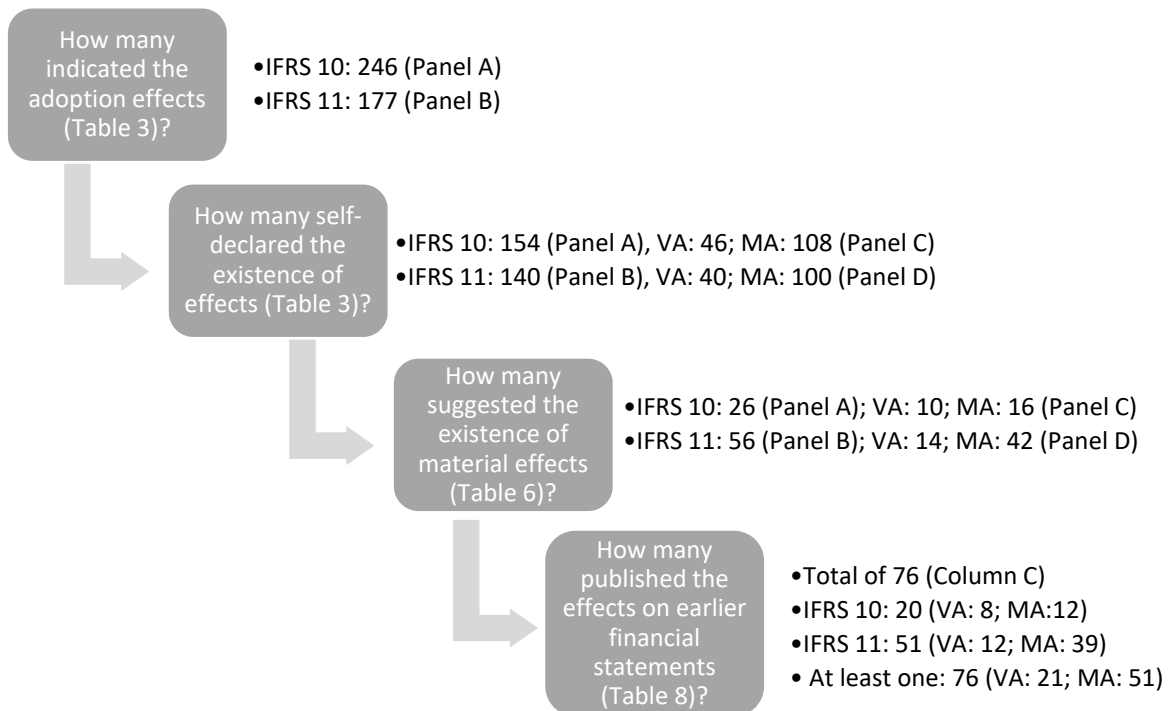 How many
indicated the
adoption effects
(Table 3)?
•IFRS 10: 246 (Panel A)
•IFRS 11: 177 (Panel B)
How many self-
declared the
existence of
effects (Table 3)?
•IFRS 10: 154 (Panel A), VA: 46; MA: 108 (Panel C)
•IFRS 11: 140 (Panel B), VA: 40; MA: 100 (Panel D)
How many
suggested the
existence of
material effects
(Table 6)?
•IFRS 10: 26 (Panel A); VA: 10; MA: 16 (Panel C)
•IFRS 11: 56 (Panel B); VA: 14; MA: 42 (Panel D)
How many
published the
effects on earlier
financial
statements
(Table 8)?
•Total of 76 (Column C)
•IFRS 10: 20 (VA: 8; MA:12)
•IFRS 11: 51 (VA: 12; MA: 39)
• At least one: 76 (VA: 21; MA: 51)